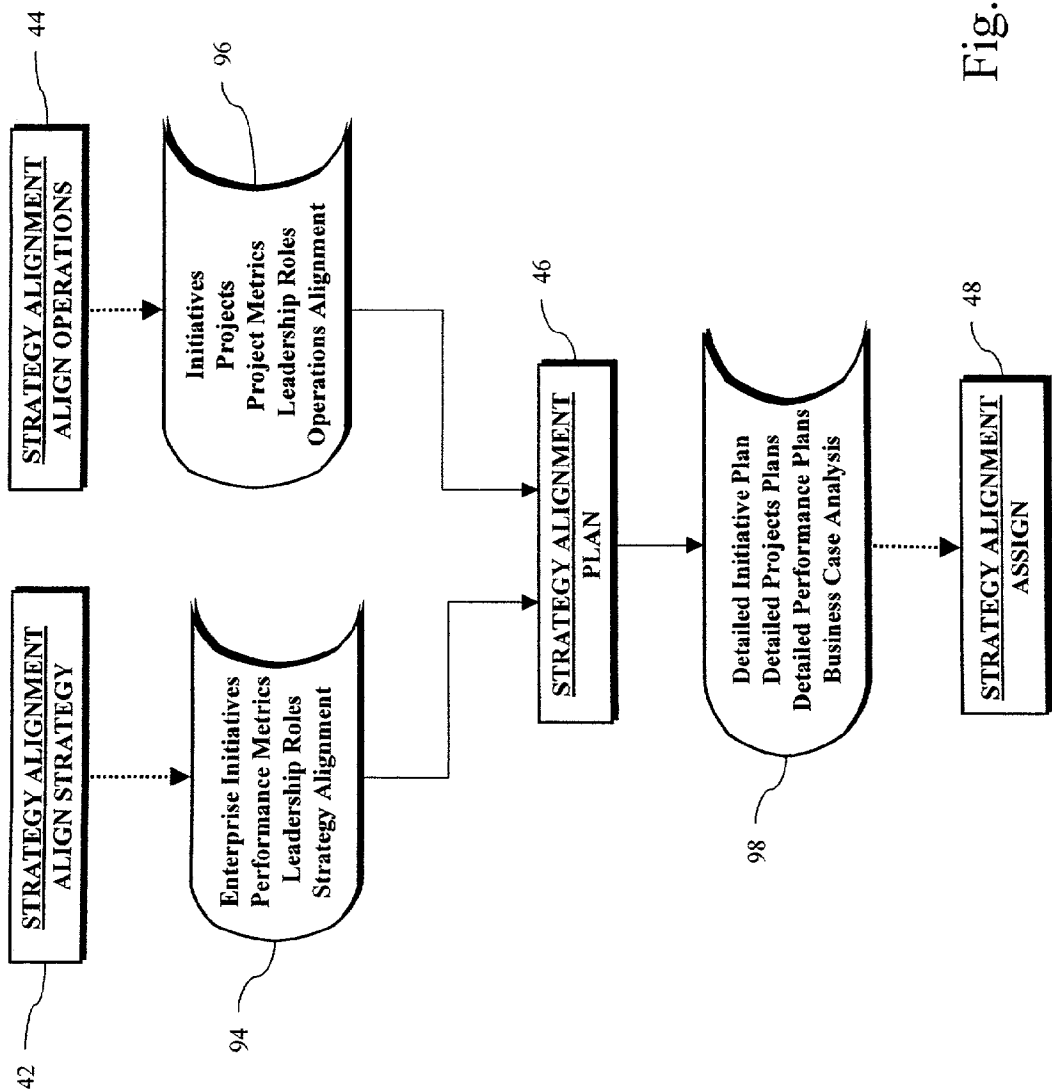 42
STRATEGY ALIGNMENT
ALIGN STRATEGY
STRATEGY ALIGNMENT
ALIGN OPERATIONS
44
94
Enterprise Initiatives
Performance Metrics
Leadership Roles
Strategy Alignment
Initiatives
Projects
Project Metrics
Leadership Roles
Operations Alignment
96
STRATEGY ALIGNMENT
PLAN
46
98
Detailed Initiative Plan
Detailed Projects Plans
Detailed Performance Plans
Business Case Analysis
STRATEGY ALIGNMENT
ASSIGN
48
Fig.